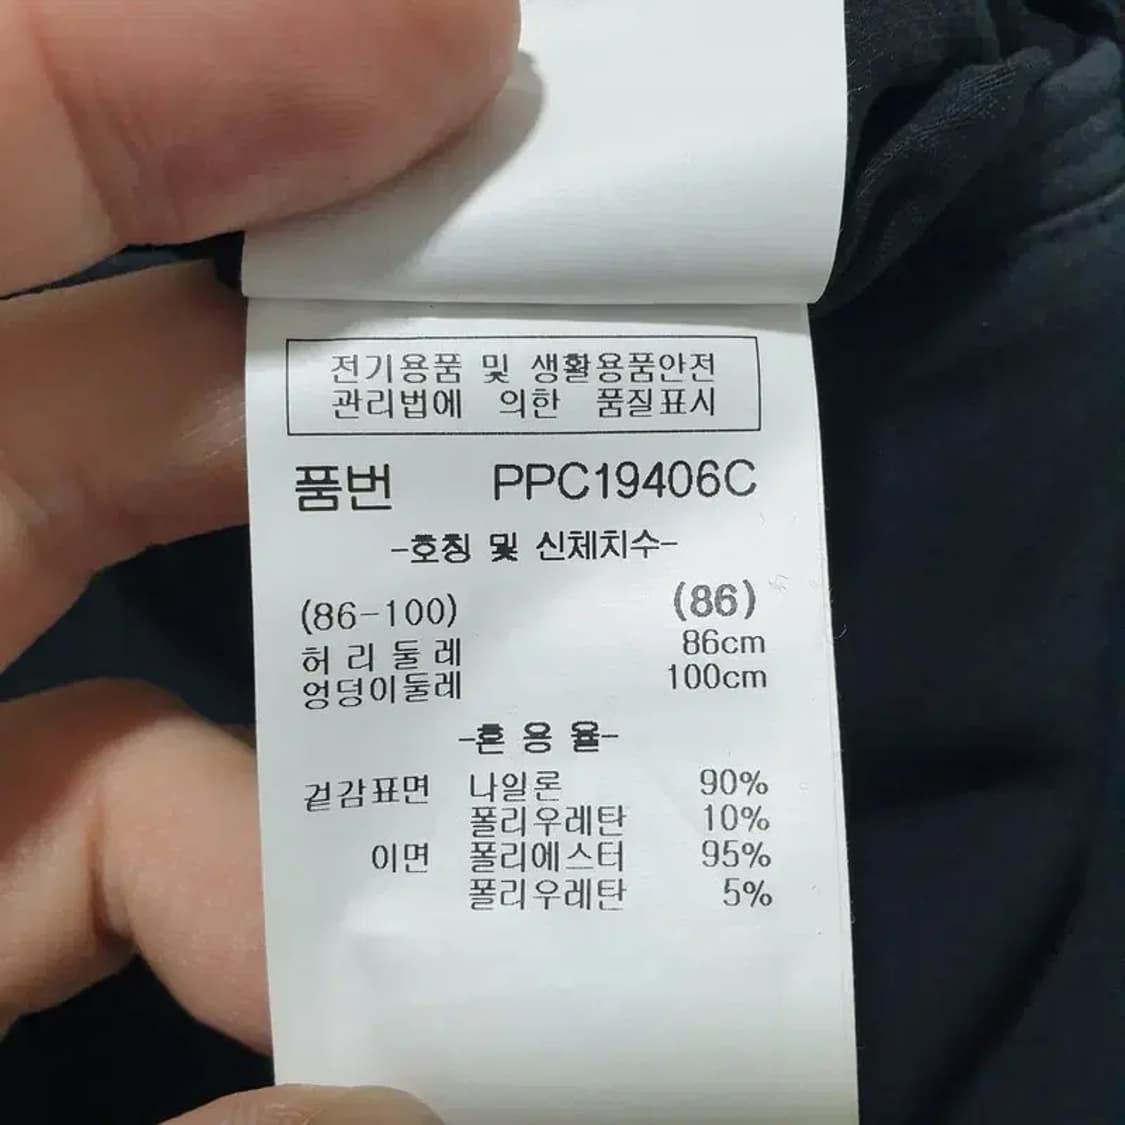 전기용품 및 생활용품안전
관리법에 의한 품질표시
품번 PPC19406C
-호칭 및 신체치수-
(86-100) (86)
허리둘레 86cm
엉덩이둘레 100cm
-혼용율-
겉감표면 나일론 90%
폴리우레탄 10%
이면 폴리에스터 95%
폴리우레탄 5%